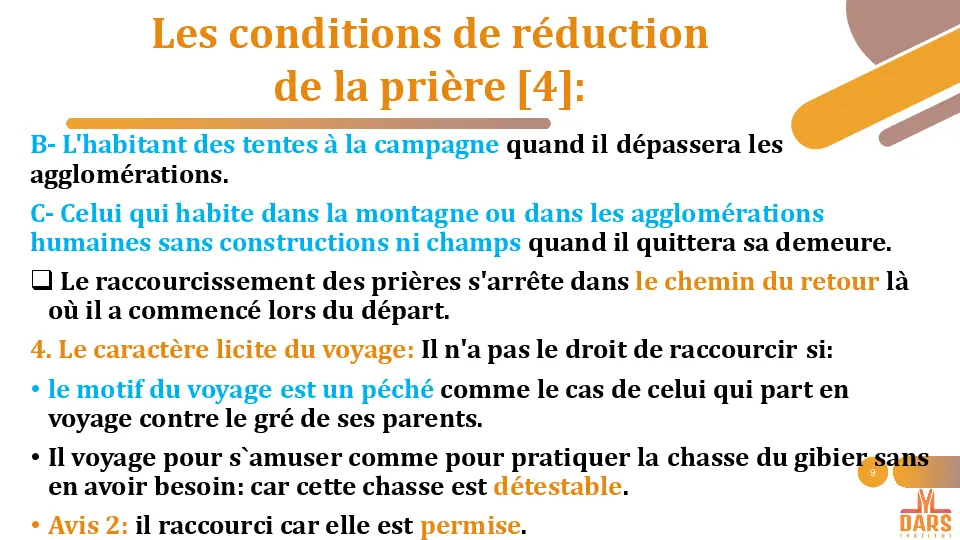 Les conditions de réduction
de la prière [4]:
B- L'habitant des tentes à la campagne quand il dépassera les
agglomérations.
C- Celui qui habite dans la montagne ou dans les agglomérations
humaines sans constructions ni champs quand il quittera sa demeure.
❑ Le raccourcissement des prières s'arrête dans le chemin du retour là
où il a commencé lors du départ.
4. Le caractère licite du voyage: Il n'a pas le droit de raccourcir si:
• le motif du voyage est un péché comme le cas de celui qui part en
voyage contre le gré de ses parents.
• Il voyage pour s`amuser comme pour pratiquer la chasse du gibier sans
en avoir besoin: car cette chasse est détestable.
• Avis 2: il raccourci car elle est permise.
9
DARS
INSTITUT